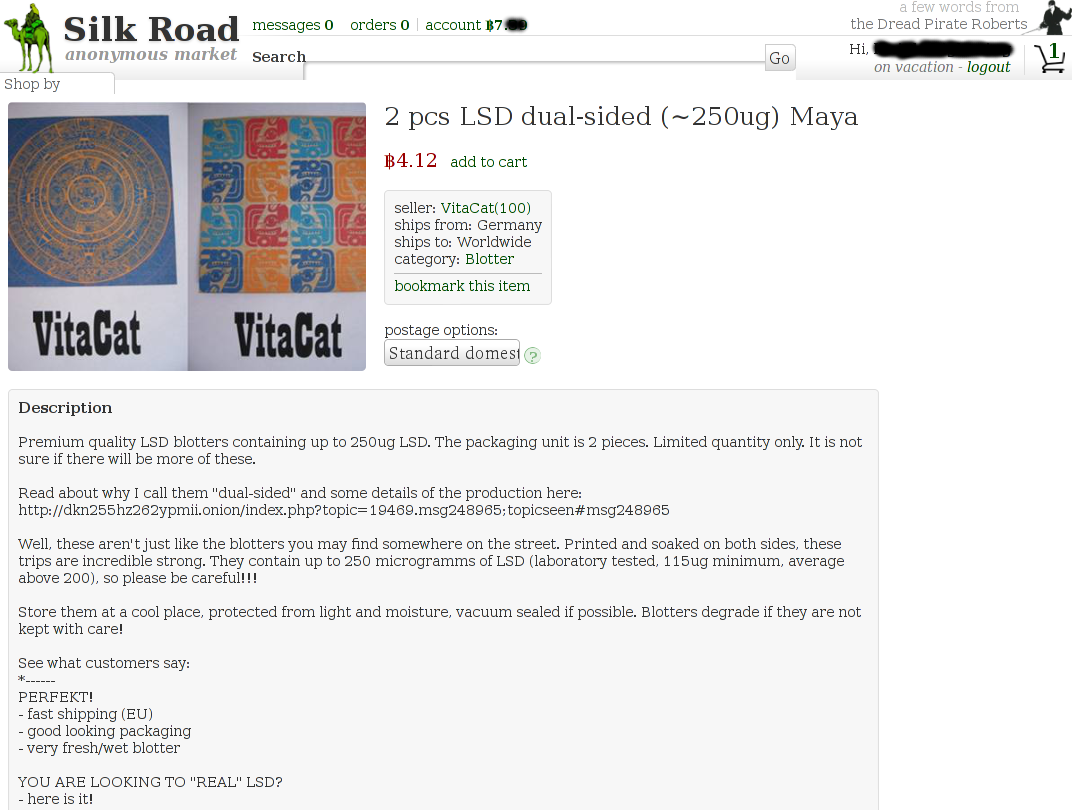 Silk Road
anonymous market
messages 0 orders 0 account ฿7.
a few words from
the Dread Pirate Roberts
Search
Go
Hi,
on vacation - logout
1
Shop by
VitaCat
VitaCat
2 pcs LSD dual-sided (~250ug) Maya
฿4.12 add to cart
seller: VitaCat(100)
ships from: Germany
ships to: Worldwide
category: Blotter
bookmark this item
postage options:
Standard domest
?
Description
Premium quality LSD blotters containing up to 250ug LSD. The packaging unit is 2 pieces. Limited quantity only. It is not
sure if there will be more of these.
Read about why I call them "dual-sided" and some details of the production here:
http://dkn255hz262ypmii.onion/index.php?topic=19469.msg248965;topicseen#msg248965
Well, these aren't just like the blotters you may find somewhere on the street. Printed and soaked on both sides, these
trips are incredible strong. They contain up to 250 microgramms of LSD (laboratory tested, 115ug minimum, average
above 200), so please be careful!!!
Store them at a cool place, protected from light and moisture, vacuum sealed if possible. Blotters degrade if they are not
kept with care!
See what customers say:
*------
PERFEKT!
- fast shipping (EU)
- good looking packaging
- very fresh/wet blotter
YOU ARE LOOKING TO "REAL" LSD?
- here is it!